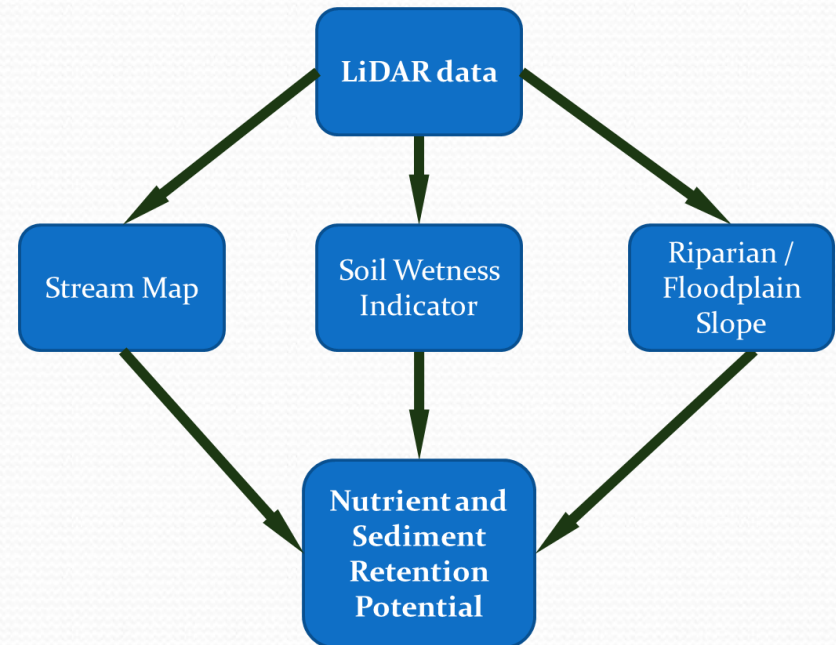 LiDAR data
Stream Map
Soil Wetness
Indicator
Riparian /
Floodplain
Slope
Nutrient and
Sediment
Retention
Potential